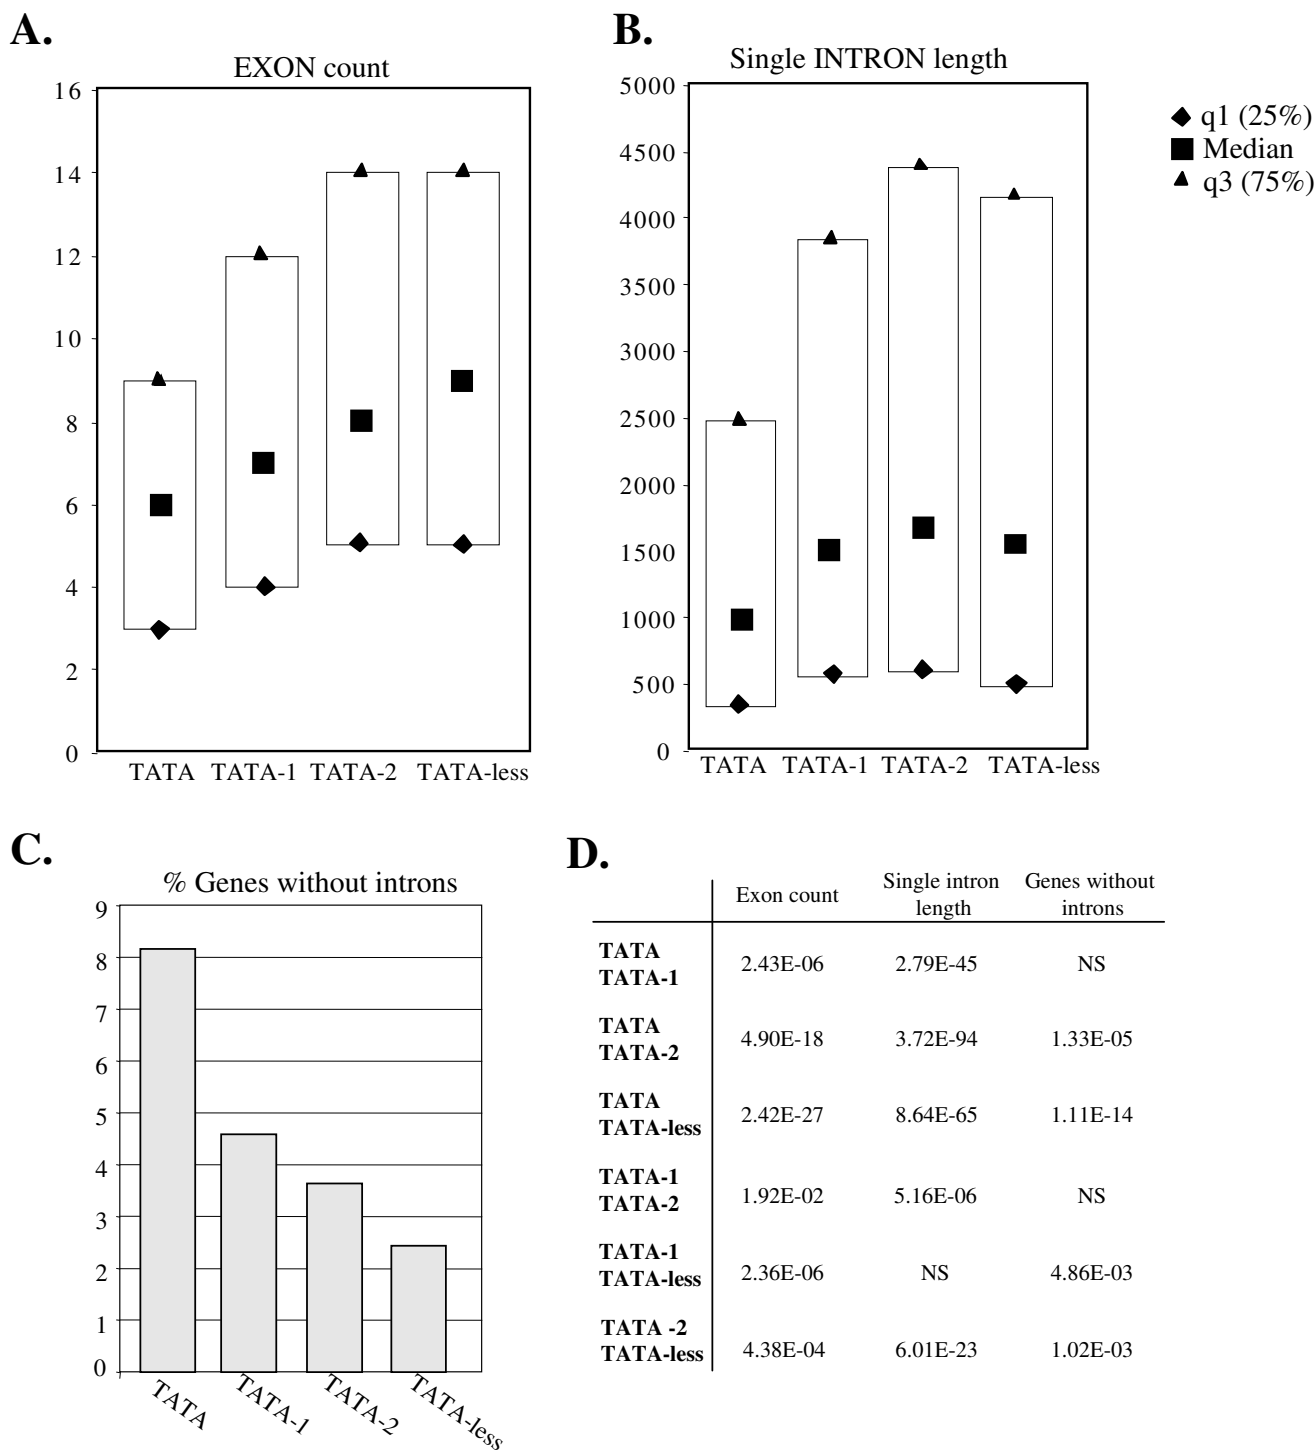 A.
EXON count
16
14
12
10
8
6
4
2
0
TATA TATA-1 TATA-2 TATA-less
B.
Single INTRON length
5000
4500
4000
3500
3000
2500
2000
1500
1000
500
0
TATA TATA-1 TATA-2 TATA-less
q1 (25%)
Median
q3 (75%)
C.
% Genes without introns
9
8
7
6
5
4
3
2
1
0
TATA TATA-1 TATA-2 TATA-less
D.
Exon count Single intron Genes without
length introns
TATA
TATA-1 2.43E-06 2.79E-45 NS
TATA
TATA-2 4.90E-18 3.72E-94 1.33E-05
TATA
TATA-less 2.42E-27 8.64E-65 1.11E-14
TATA-1
TATA-2 1.92E-02 5.16E-06 NS
TATA-1
TATA-less 2.36E-06 NS 4.86E-03
TATA -2
TATA-less 4.38E-04 6.01E-23 1.02E-03